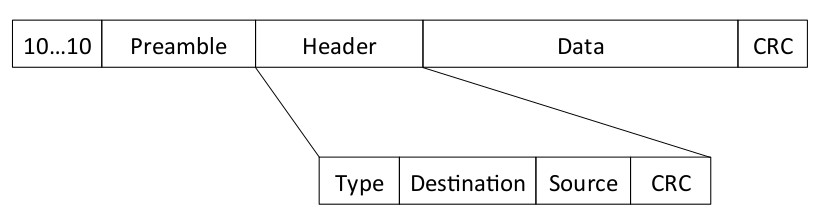 10...10 Preamble Header Data CRC
Type Destination Source CRC